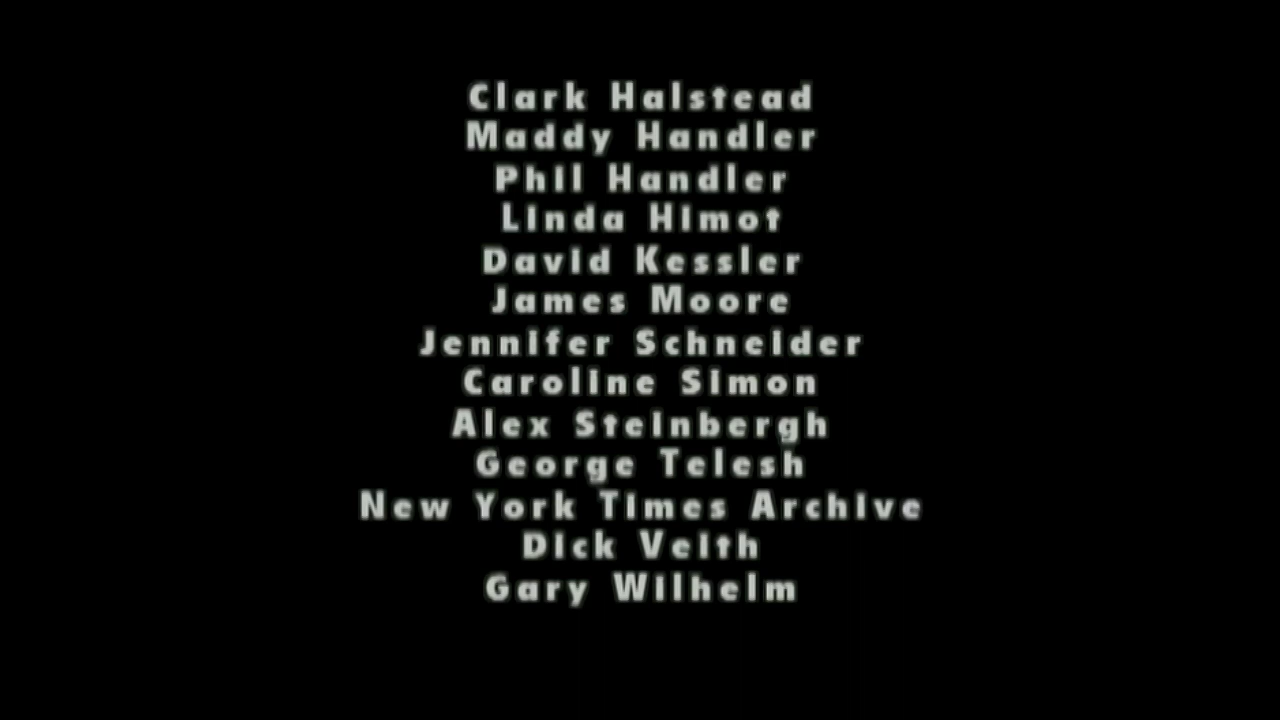 Clark Halstead
Maddy Handler
Phil Handler
Linda Himot
David Kessler
James Moore
Jennifer Schneider
Caroline Simon
Alex Steinbergh
George Telesh
New York Times Archive
Dick Veith
Gary Wilhelm